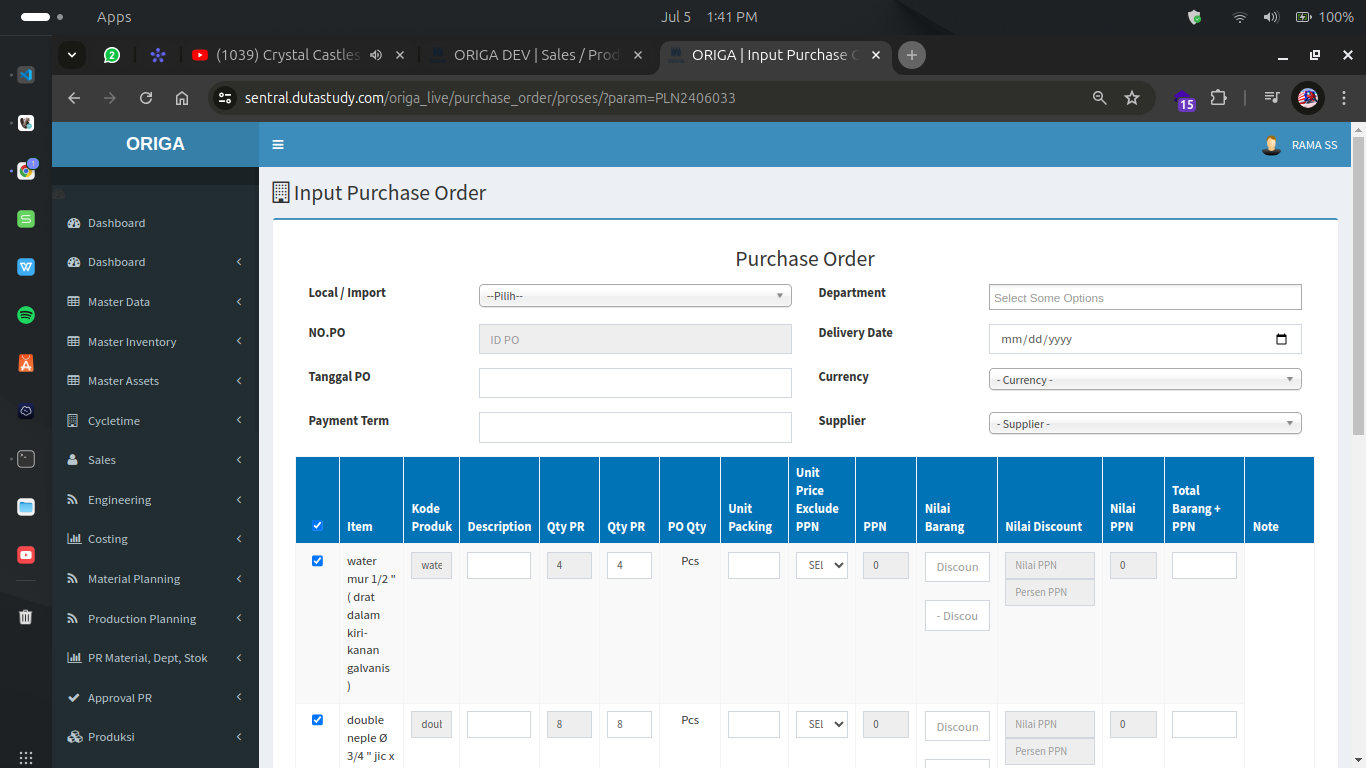 Apps
Jul 5 1:41 PM
100%
2
(1039) Crystal Castles
ORIGA DEV | Sales / Prod
ORIGA | Input Purchase O
sentral.dutastudy.com/origa_live/purchase_order/proses/?param=PLN2406033
15
1
ORIGA
RAMA SS
Dashboard
Dashboard
Master Data
Master Inventory
Master Assets
Cycletime
Sales
Engineering
Costing
Material Planning
Production Planning
PR Material, Dept, Stok
Approval PR
Produksi
Input Purchase Order
Purchase Order
Local / Import
--Pilih--
Department
Select Some Options
NO.PO
ID PO
Delivery Date
mm/dd/yyyy
Tanggal PO
Currency
- Currency -
Payment Term
Supplier
- Supplier -
Item
Kode
Produk
Description
Qty PR
Qty PR
PO Qty
Unit
Packing
Unit
Price
Exclude
PPN
PPN
Nilai
Barang
Nilai Discount
Nilai
PPN
Total
Barang +
PPN
Note
water
mur 1/2 "
( drat
dalam
kiri-
kanan
galvanis
)
wate
4
4
Pcs
SEl
0
Discoun
- Discou
Nilai PPN
Persen PPN
0
double
neple Ø
3/4 " jic x
doul
8
8
Pcs
SEl
0
Discoun
Nilai PPN
Persen PPN
0